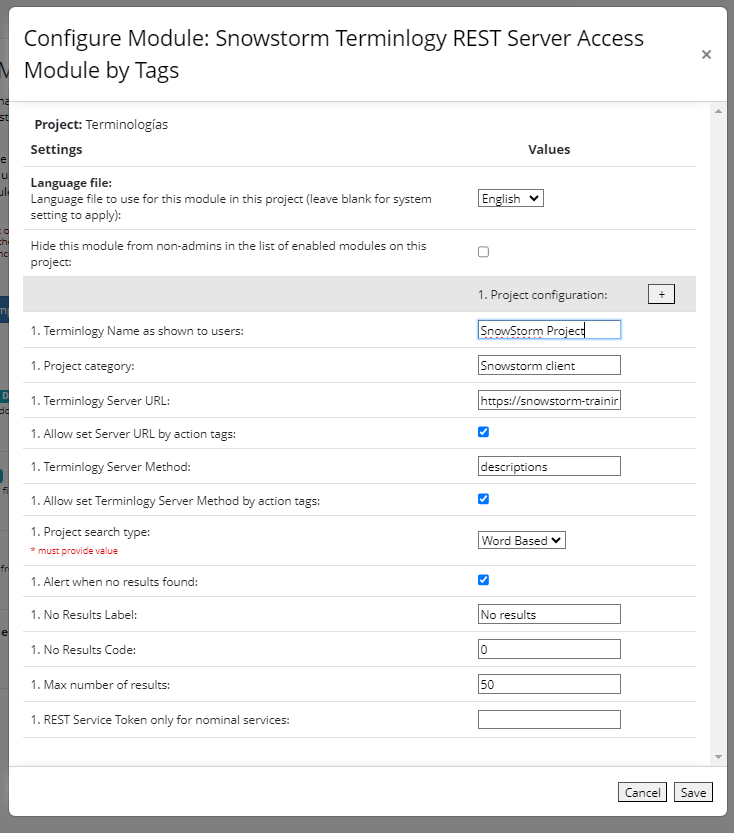 Configure Module: Snowstorm Terminlogy REST Server Access
Module by Tags
×
Project: Terminologías
Settings Values
Language file:
Language file to use for this module in this project (leave blank for system
setting to apply):
English
Hide this module from non-admins in the list of enabled modules on this
project:
1. Project configuration: +
1. Terminlogy Name as shown to users: SnowStorm Project
1. Project category: Snowstorm client
1. Terminlogy Server URL: https://snowstorm-trainir
1. Allow set Server URL by action tags:
1. Terminlogy Server Method: descriptions
1. Allow set Terminlogy Server Method by action tags:
1. Project search type:
* must provide value
Word Based
1. Alert when no results found:
1. No Results Label: No results
1. No Results Code: 0
1. Max number of results: 50
1. REST Service Token only for nominal services:
Cancel Save